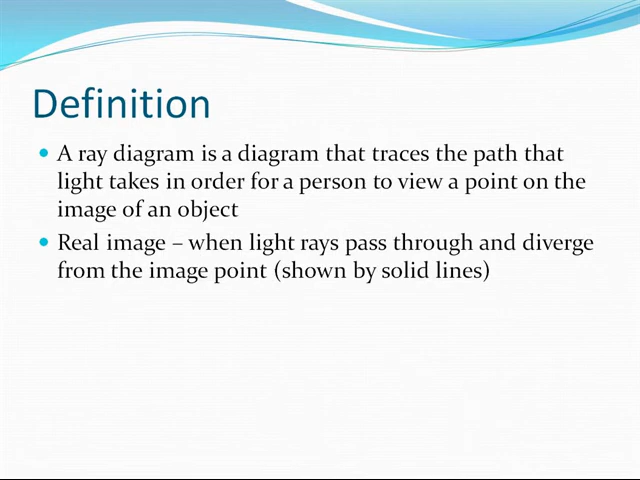 Definition
• A ray diagram is a diagram that traces the path that
light takes in order for a person to view a point on the
image of an object
• Real image – when light rays pass through and diverge
from the image point (shown by solid lines)